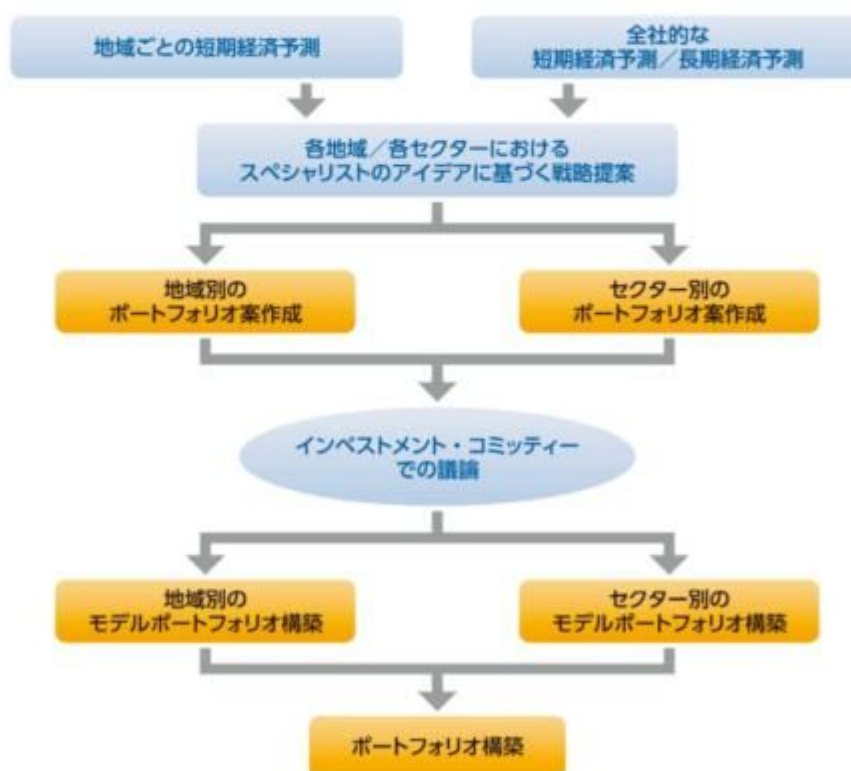 地域ごとの短期経済予測
全社的な
短期経済予測／長期経済予測
各地域／各セクターにおける
スペシャリストのアイデアに基づく戦略提案
地域別の
ポートフォリオ案作成
セクター別の
ポートフォリオ案作成
インベストメント・コミッティー
での議論
地域別の
モデルポートフォリオ構築
セクター別の
モデルポートフォリオ構築
ポートフォリオ構築